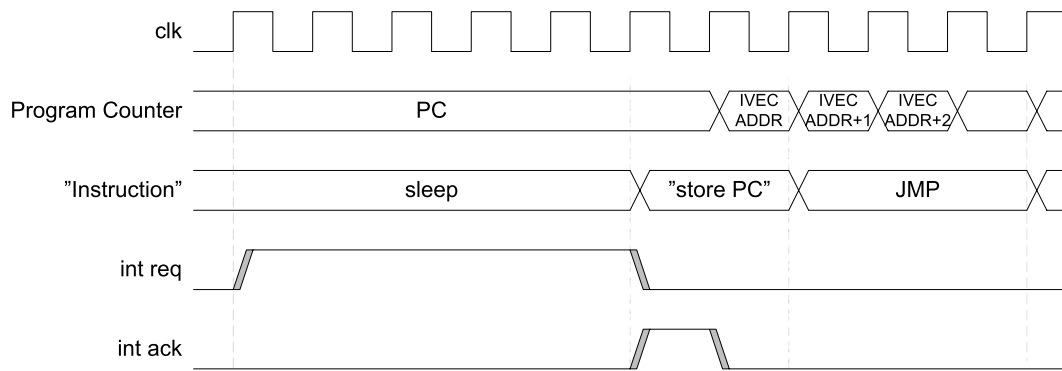 clk
Program Counter
PC
IVEC
ADDR
IVEC
ADDR+1
IVEC
ADDR+2
”Instruction”
sleep
”store PC”
JMP
int req
int ack